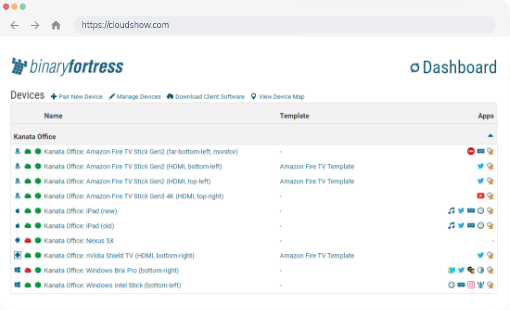 https://cloudshow.com
binaryfortress
Dashboard
Devices Pair New Device Manage Devices Download Client Software View Device Map
Name Template Apps
Kanata Office
Kanata Office: Amazon Fire TV Stick Gen2 (far-bottom-left, monitor) -
Kanata Office: Amazon Fire TV Stick Gen2 (HDMI, bottom-left) Amazon Fire TV Template
Kanata Office: Amazon Fire TV Stick Gen2 (HDMI, top-left) Amazon Fire TV Template
Kanata Office: Amazon Fire TV Stick Gen3 4K (HDMI, top-right) -
Kanata Office: iPad (new) -
Kanata Office: iPad (old) -
Kanata Office: Nexus 5X - -
Kanata Office: nVidia Shield TV (HDMI, bottom-right) Amazon Fire TV Template
Kanata Office: Windows Brix Pro (bottom-right) -
Kanata Office: Windows Intel Stick (bottom-left) -